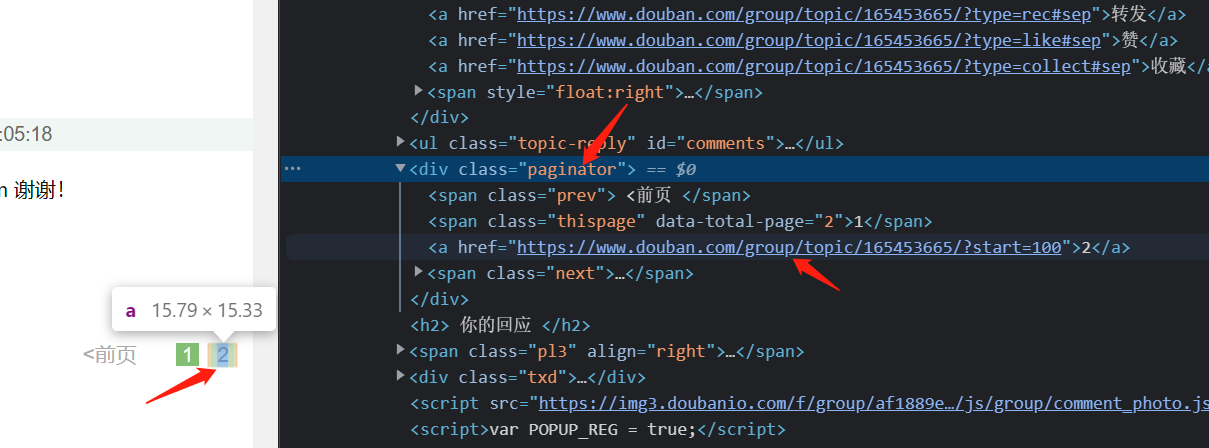 <a href="https://www.douban.com/group/topic/165453665/?type=rec#sep">转发</a>
<a href="https://www.douban.com/group/topic/165453665/?type=like#sep">赞</a>
<a href="https://www.douban.com/group/topic/165453665/?type=collect#sep">收藏</a
<span style="float:right">…</span>
</div>
<ul class="topic-reply" id="comments">…</ul>
<div class="paginator"> == $0
<span class="prev"> <前页 </span>
<span class="thispage" data-total-page="2">1</span>
<a href="https://www.douban.com/group/topic/165453665/?start=100">2</a>
<span class="next">…</span>
</div>
<h2> 你的回应 </h2>
<span class="pl3" align="right">…</span>
<div class="txd">…</div>
<script src="https://img3.doubanio.com/f/group/af1889e…/js/group/comment_photo.js
<script>var POPUP_REG = true;</script>
:05:18
n 谢谢！
a 15.79 × 15.33
<前页 1 2